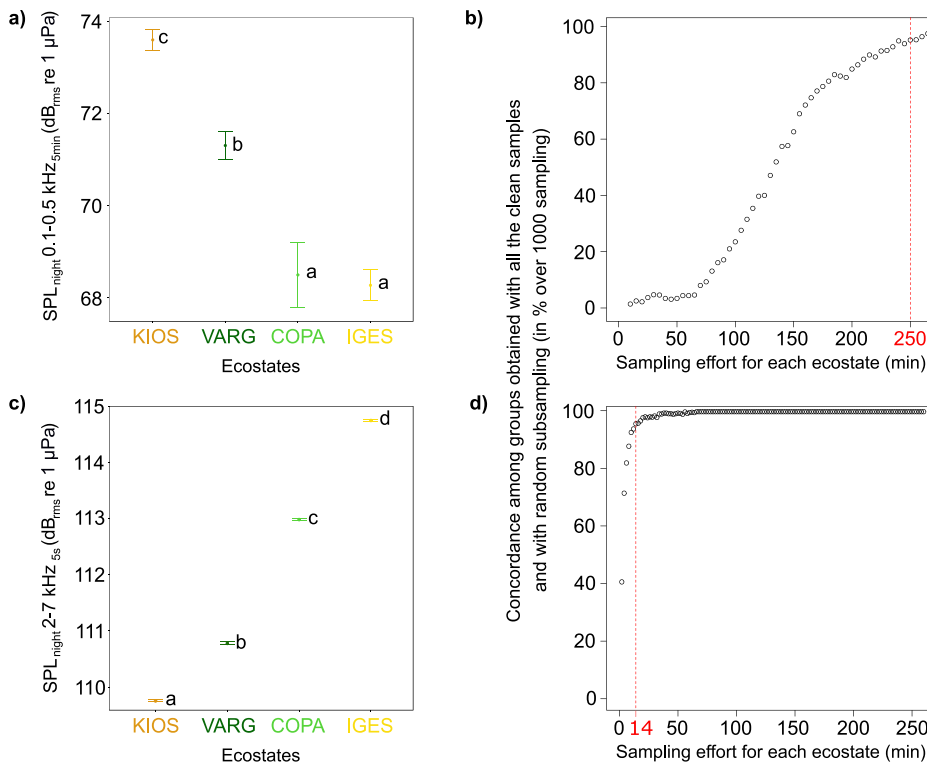 a)
SPLnight 0.1-0.5 kHz5min (dBrms re 1 µPa)
74
72
70
68
c
b
a
a
KIOS VARG COPA IGES
Ecostates
b)
100
80
60
40
20
0
0 50 100 150 200 250
Sampling effort for each ecostate (min)
Concordance among groups obtained with all the clean samples
and with random subsampling (in % over 1000 sampling)
c)
SPLnight 2-7 kHz 5s (dBrms re 1 µPa)
115
114
113
111
110
d
c
b
a
KIOS VARG COPA IGES
Ecostates
d)
100
80
60
40
20
0
0 14 50 100 150 200 250
Sampling effort for each ecostate (min)